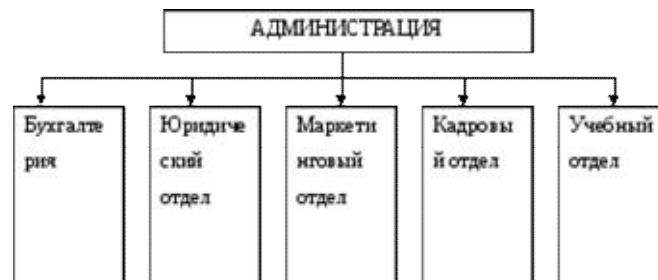 АДМИНИСТРАЦИЯ
Бухгалте
рия
Юридиче
ский
отдел
Маркети
нговый
отдел
Кадровы
й отдел
Учебный
отдел